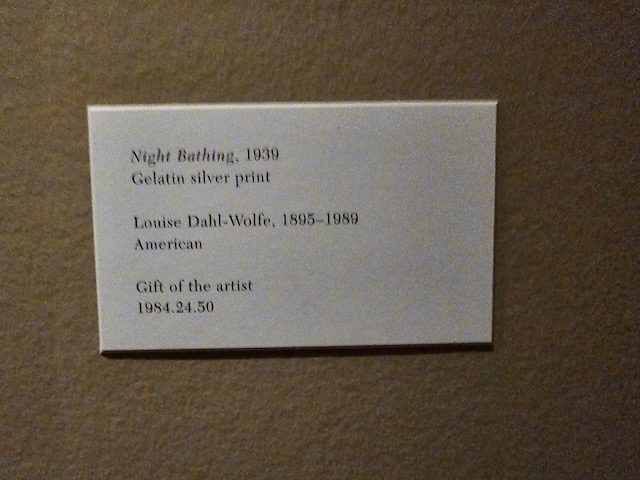 Night Bathing, 1939
Gelatin silver print
Louise Dahl-Wolfe, 1895–1989
American
Gift of the artist
1984.24.50